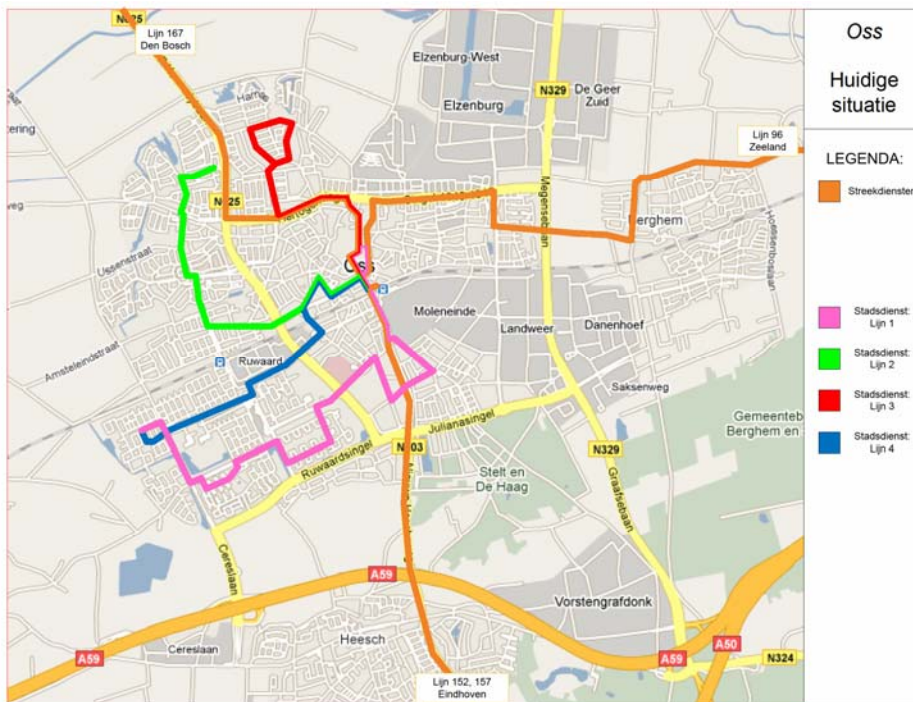 N625
Lijn 167
Den Bosch
Elzenburg-West
Elzenburg
De Geer
Zuid
N329
Lijn 96
Zeeland
N625
Megensebaan
Berghem
Ussenstraat
Oss
Moleneinde
Landweer
Danenhoef
Amsteleindstraat
Ruwaard
Saksenweg
Julianasingel
Gemeenteb
Berghem en
Ruwaardsingel
N329
Stelt en
De Haag
Graafsebaan
Cereslaan
A59
Vorstengrafdonk
Cereslaan
Heesch
A59
A59
A50
N324
Lijn 152, 157
Eindhoven
Oss
Huidige
situatie
LEGENDA:
Streekdiensten
Stadsdienst:
Lijn 1
Stadsdienst:
Lijn 2
Stadsdienst:
Lijn 3
Stadsdienst:
Lijn 4